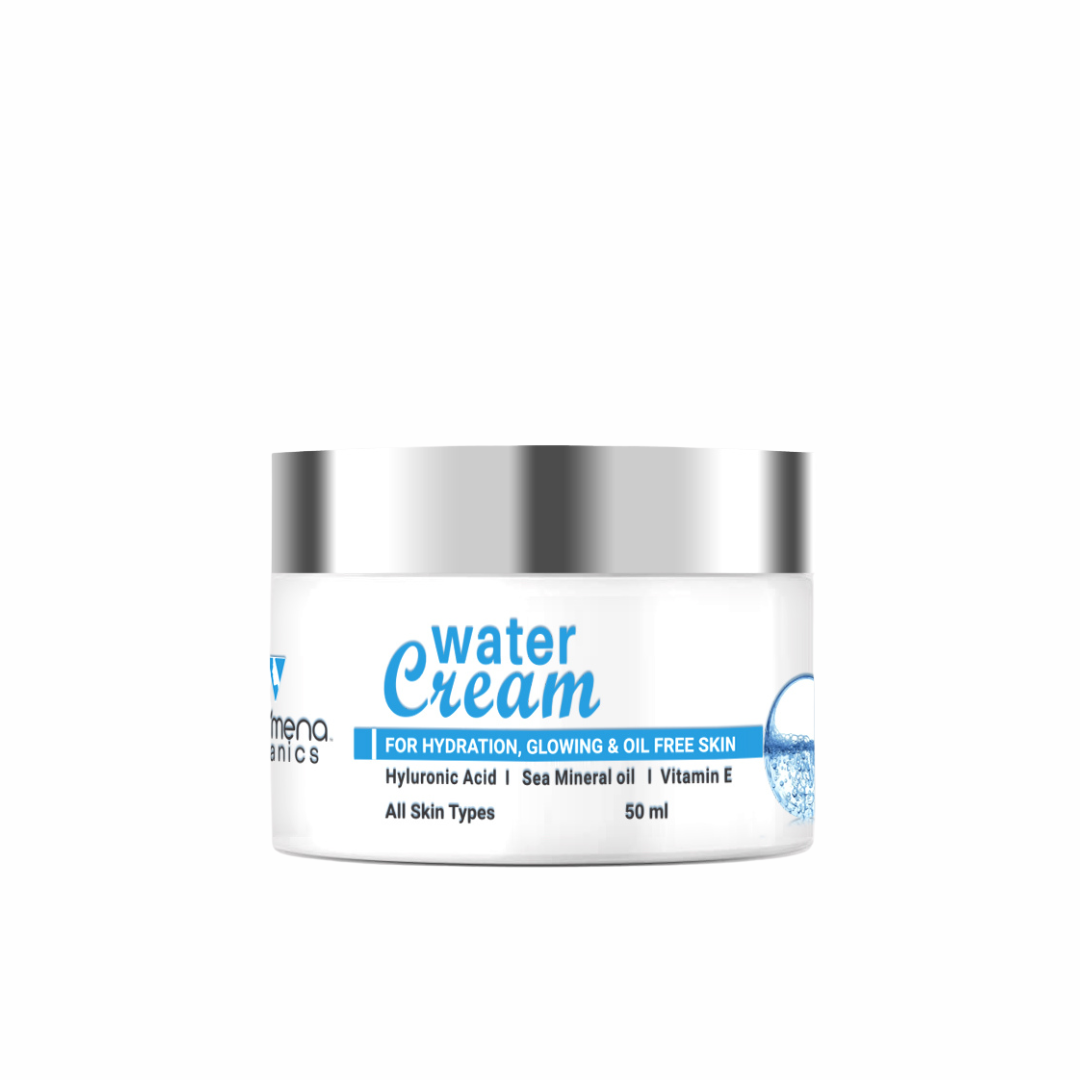 water
Cream
FOR HYDRATION, GLOWING & OIL FREE SKIN
Hyluronic Acid | Sea Mineral oil | Vitamin E
All Skin Types 50 ml